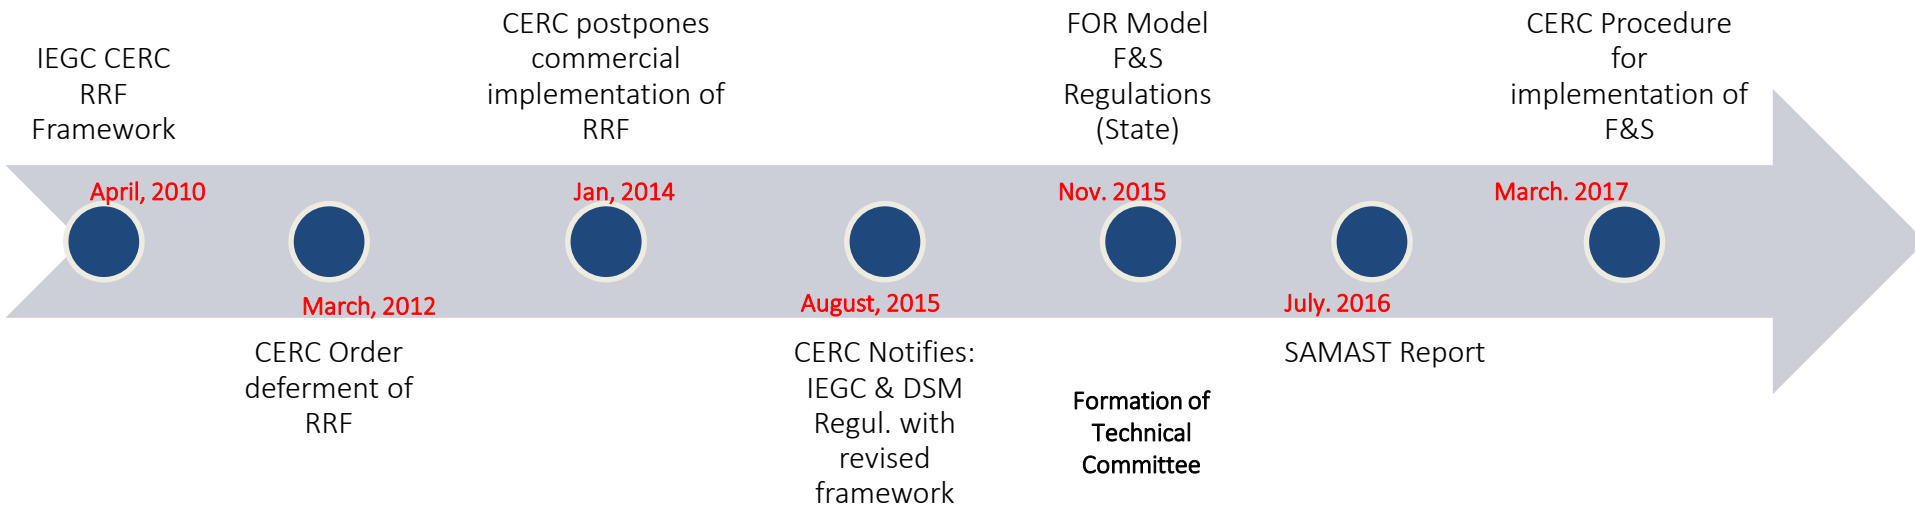 IEGC CERC
RRF
Framework
April, 2010
March, 2012
CERC Order
deferment of
RRF
CERC postpones
commercial
implementation of
RRF
Jan, 2014
August, 2015
CERC Notifies:
IEGC & DSM
Regul. with
revised
framework
FOR Model
F&S
Regulations
(State)
Nov. 2015
Formation of
Technical
Committee
July. 2016
SAMAST Report
CERC Procedure
for
implementation of
F&S
March. 2017